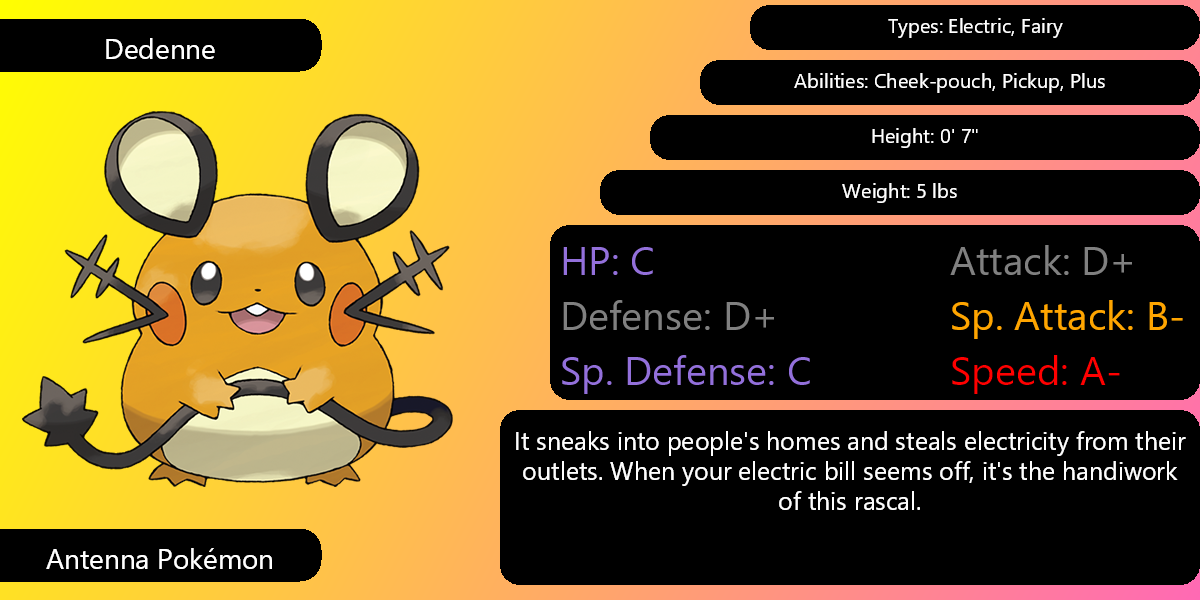 Dedenne
Types: Electric, Fairy
Abilities: Cheek-pouch, Pickup, Plus
Height: 0' 7"
Weight: 5 lbs
HP: C
Attack: D+
Defense: D+
Sp. Attack: B-
Sp. Defense: C
Speed: A-
It sneaks into people's homes and steals electricity from their
outlets. When your electric bill seems off, it's the handiwork
of this rascal.
Antenna Pokémon